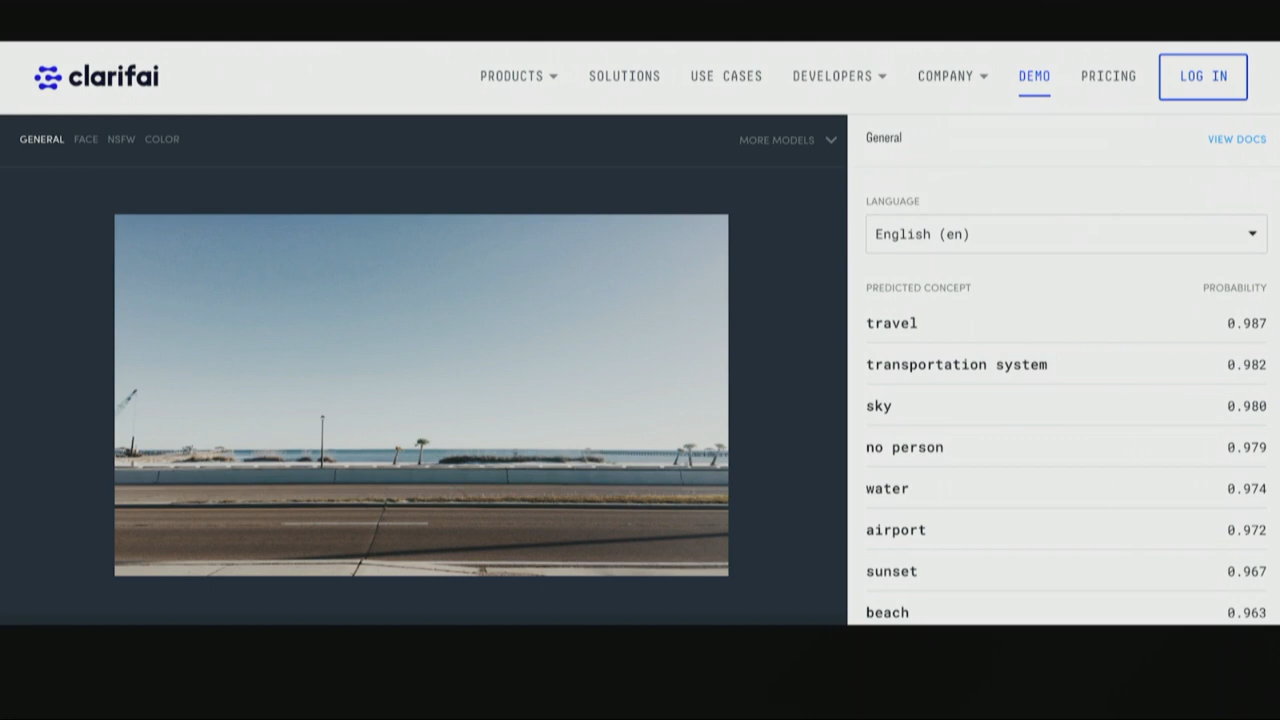 clarifai
PRODUCTS SOLUTIONS USE CASES DEVELOPERS COMPANY DEMO PRICING LOG IN
GENERAL FACE NSFW COLOR
MORE MODELS
General
VIEW DOCS
LANGUAGE
English (en)
PREDICTED CONCEPT PROBABILITY
travel 0.987
transportation system 0.982
sky 0.980
no person 0.979
water 0.974
airport 0.972
sunset 0.967
beach 0.963